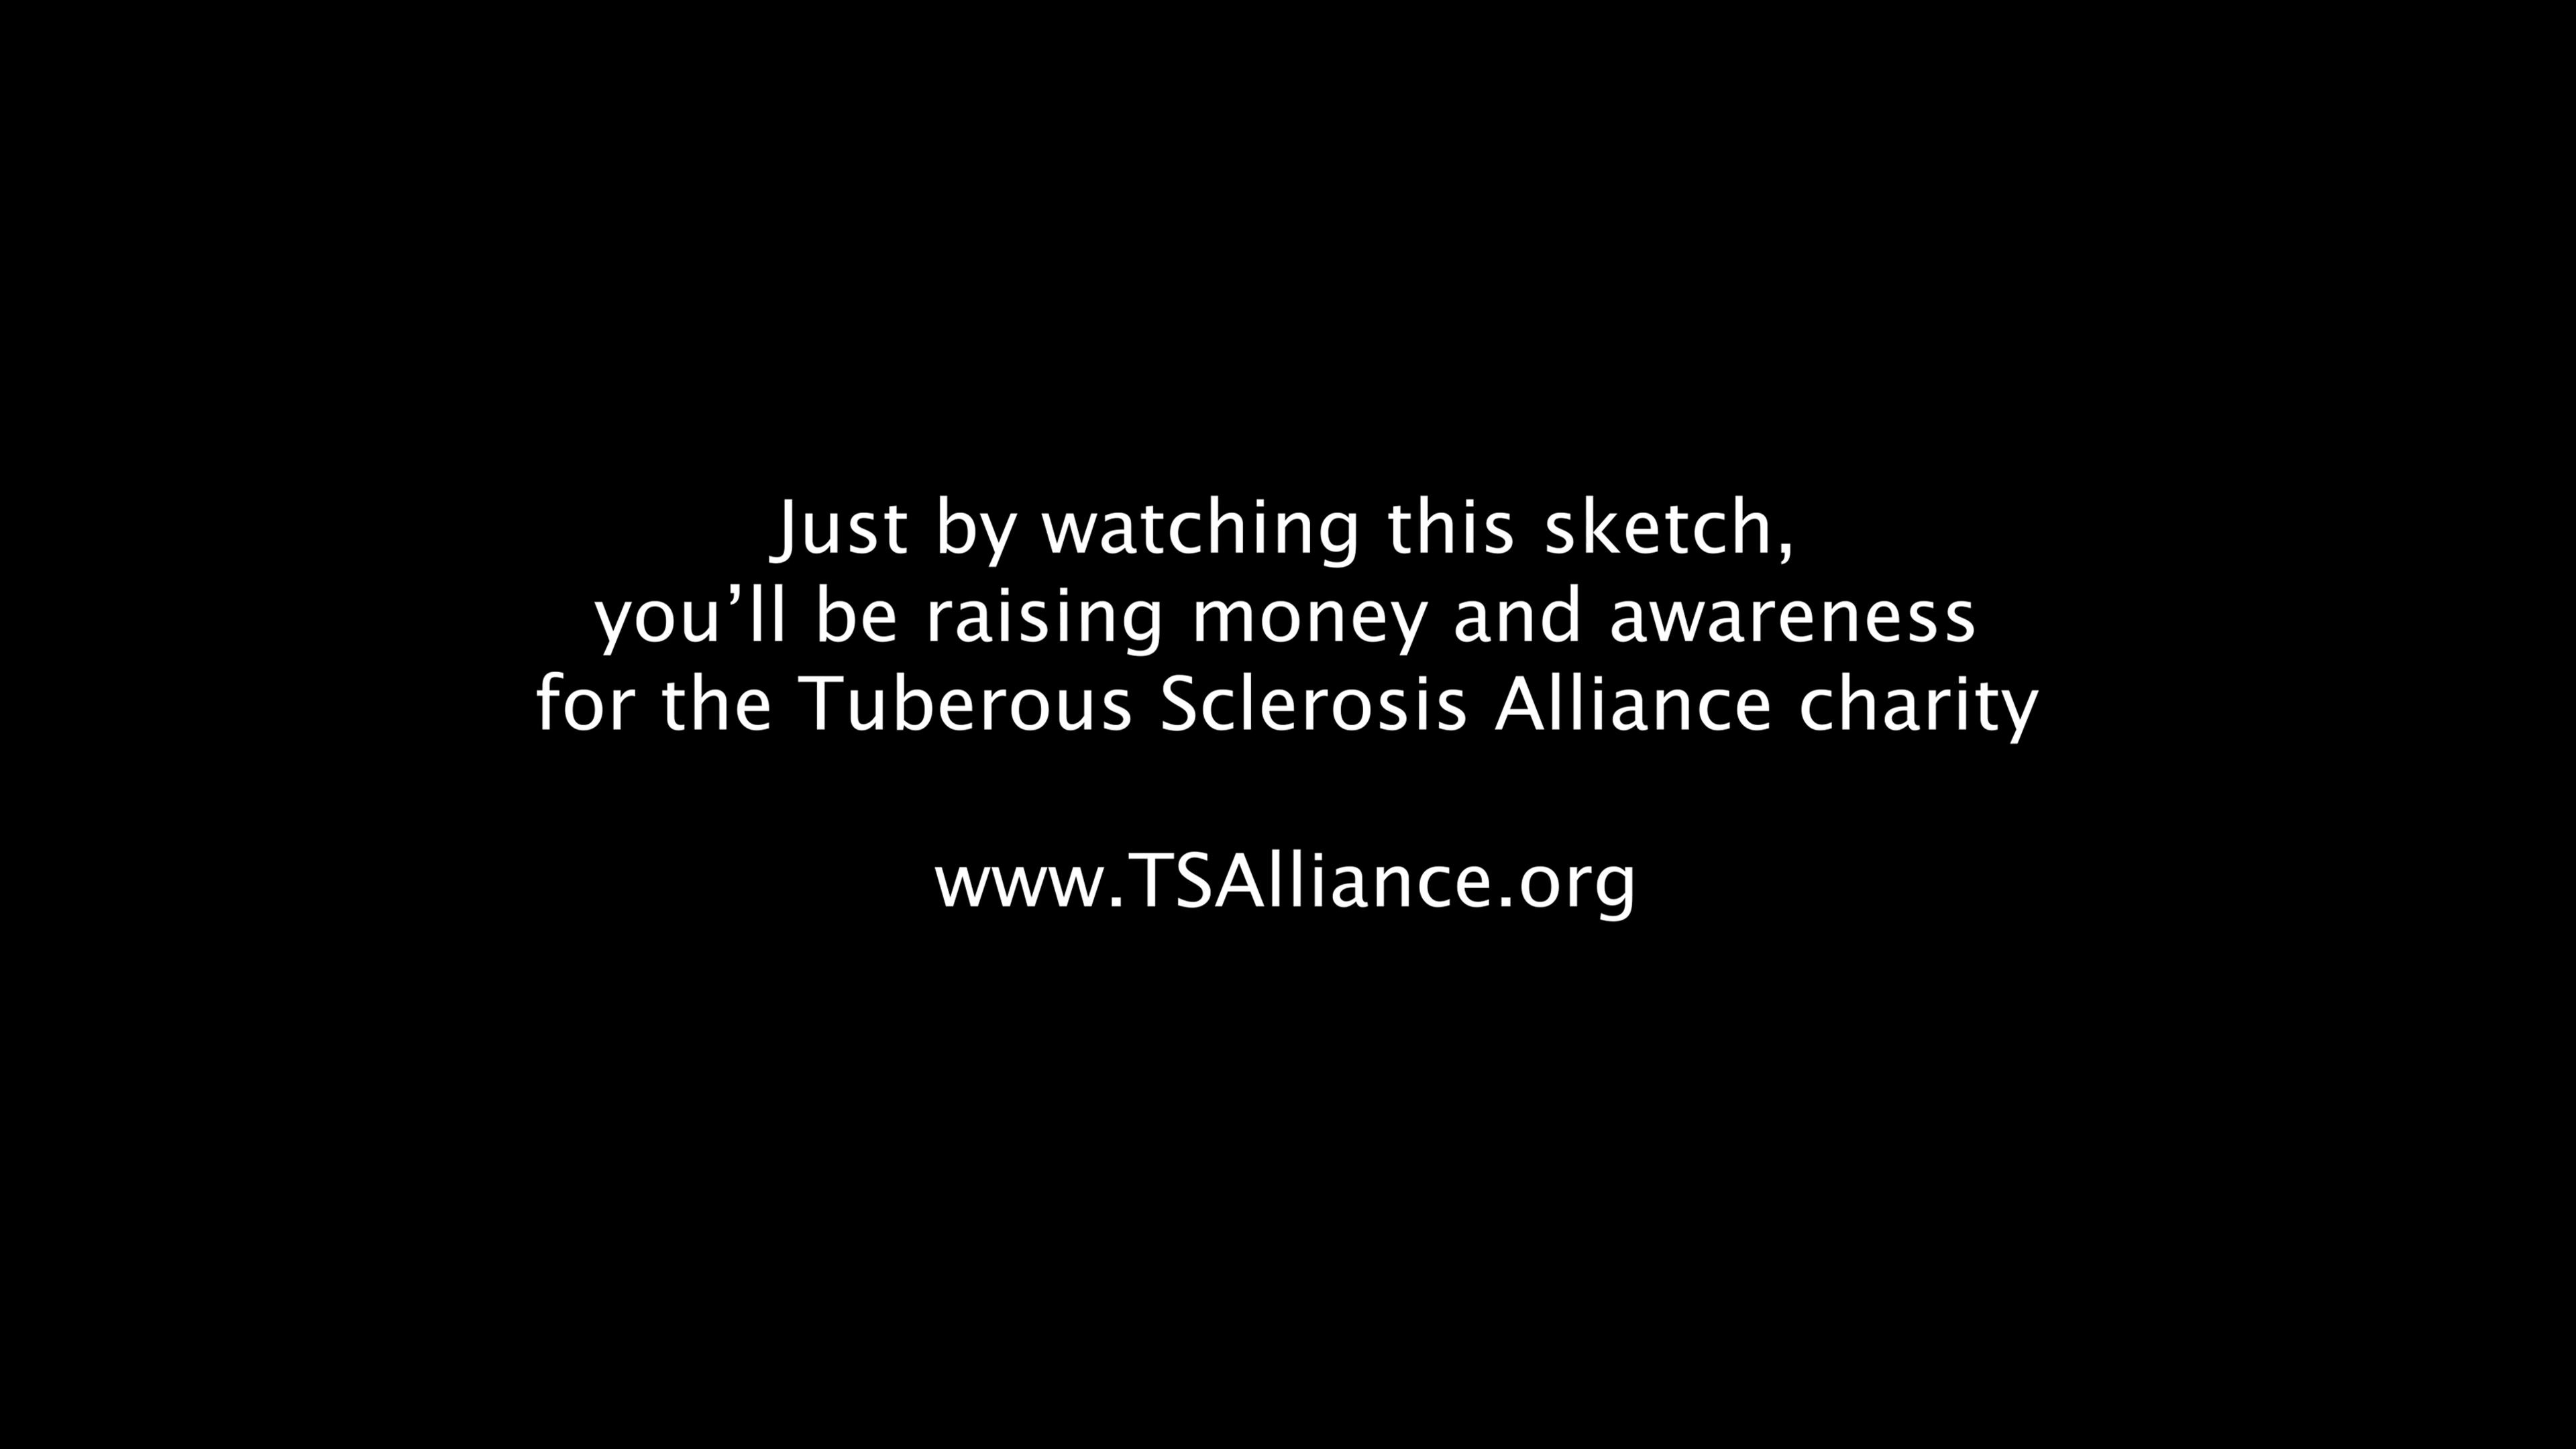 Just by watching this sketch,
you’ll be raising money and awareness
for the Tuberous Sclerosis Alliance charity
www.TSAlliance.org